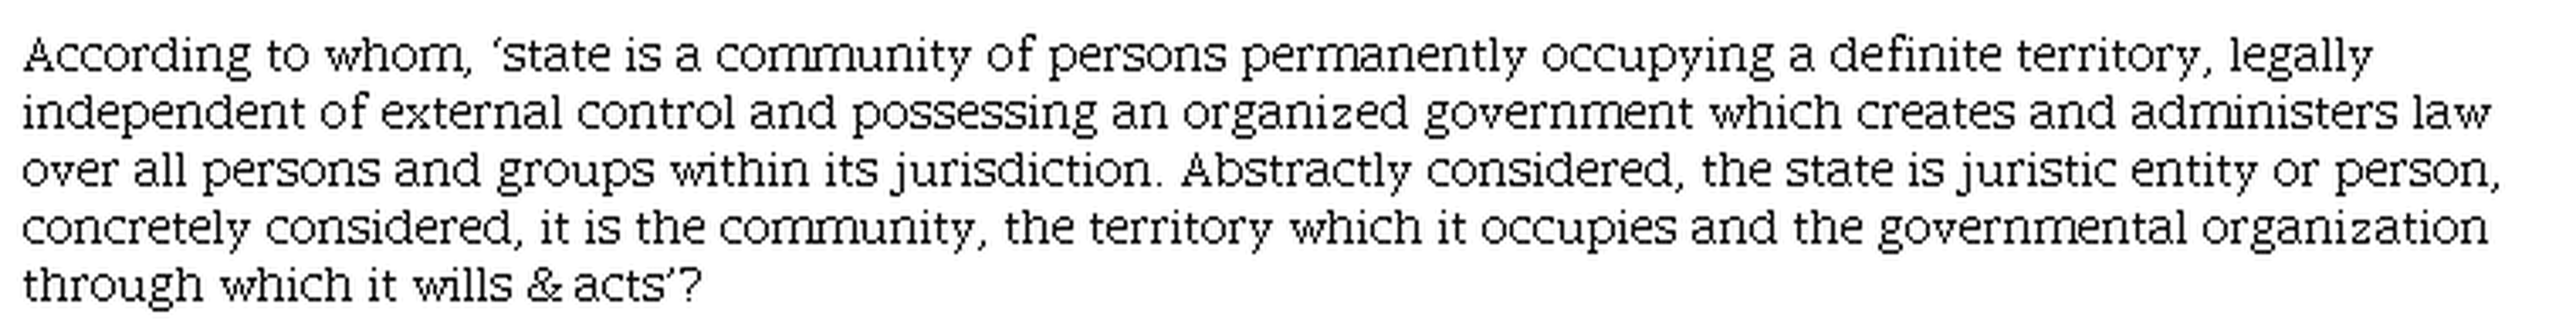 According to whom, ‘state is a community of persons permanently occupying a definite territory, legally
independent of external control and possessing an organized government which creates and administers law
over all persons and groups within its jurisdiction. Abstractly considered, the state is juristic entity or person,
concretely considered, it is the community, the territory which it occupies and the governmental organization
through which it wills & acts’?